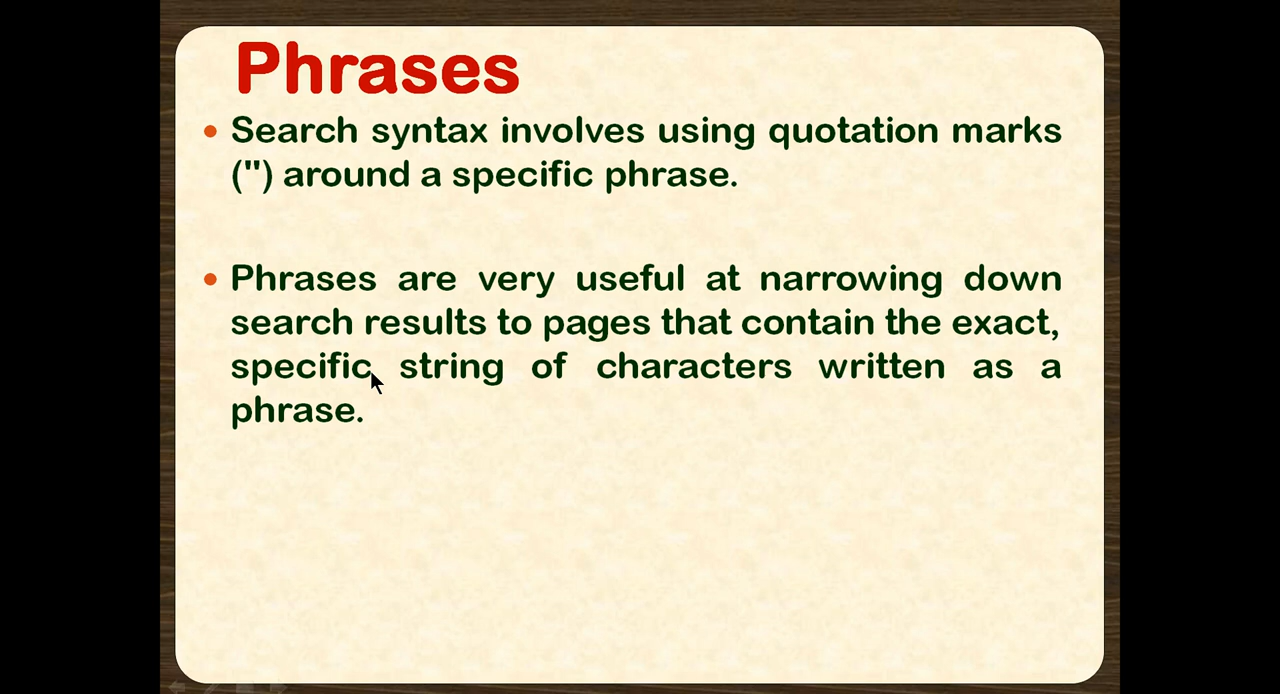 Phrases
• Search syntax involves using quotation marks
(") around a specific phrase.
• Phrases are very useful at narrowing down
search results to pages that contain the exact,
specific string of characters written as a
phrase.